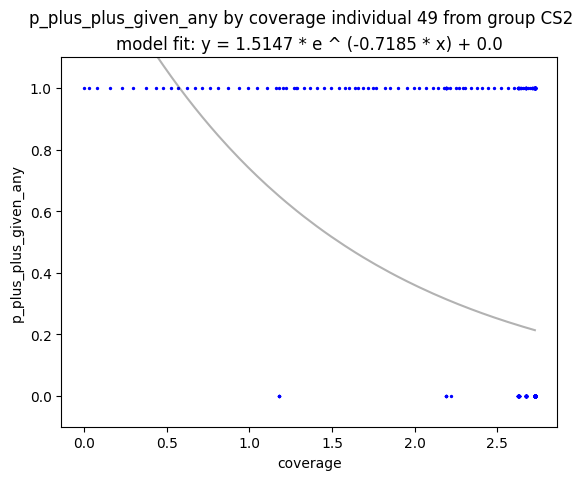 p_plus_plus_given_any by coverage individual 49 from group CS2
model fit: y = 1.5147 * e ^ (-0.7185 * x) + 0.0
1.0
0.8
0.6
0.4
0.2
0.0
p_plus_plus_given_any
0.0 0.5 1.0 1.5 2.0 2.5
coverage